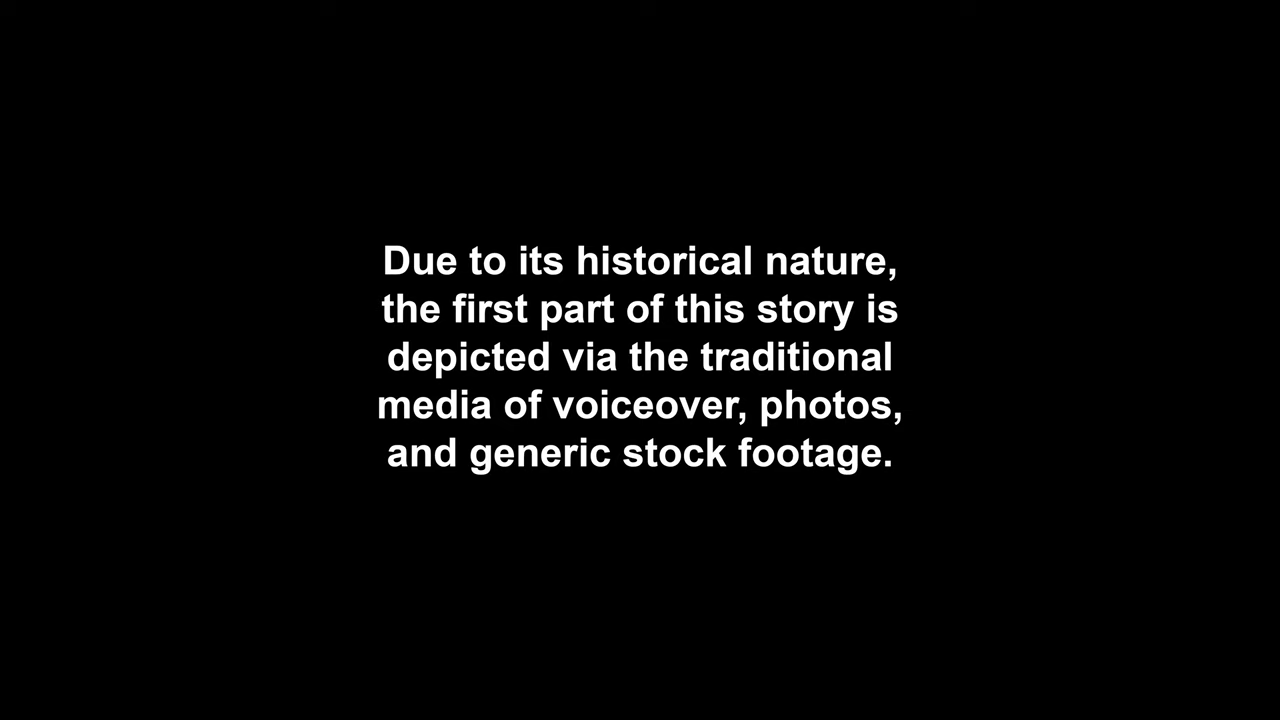 Due to its historical nature,
the first part of this story is
depicted via the traditional
media of voiceover, photos,
and generic stock footage.